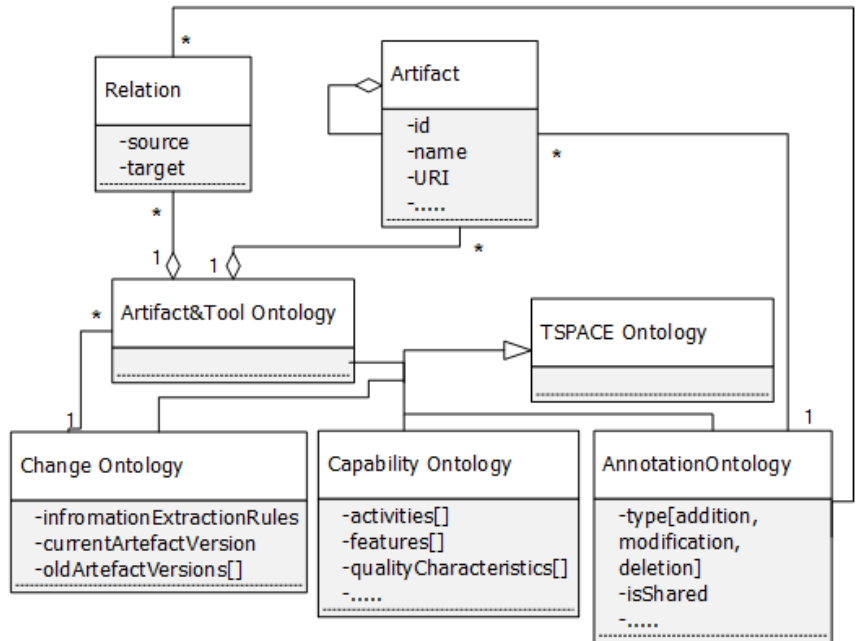 *
Relation
-source
-target
*
1
Artifact
-id
-name
-URI
-.....
*
*
1
Artifact&Tool Ontology
*
1
TSPACE Ontology
1
Change Ontology
-infromationExtractionRules
-currentArtefactVersion
-oldArtefactVersions[]
Capability Ontology
-activities[]
-features[]
-qualityCharacteristics[]
-.....
AnnotationOntology
-type[addition,
modification,
deletion]
-isShared
-.....